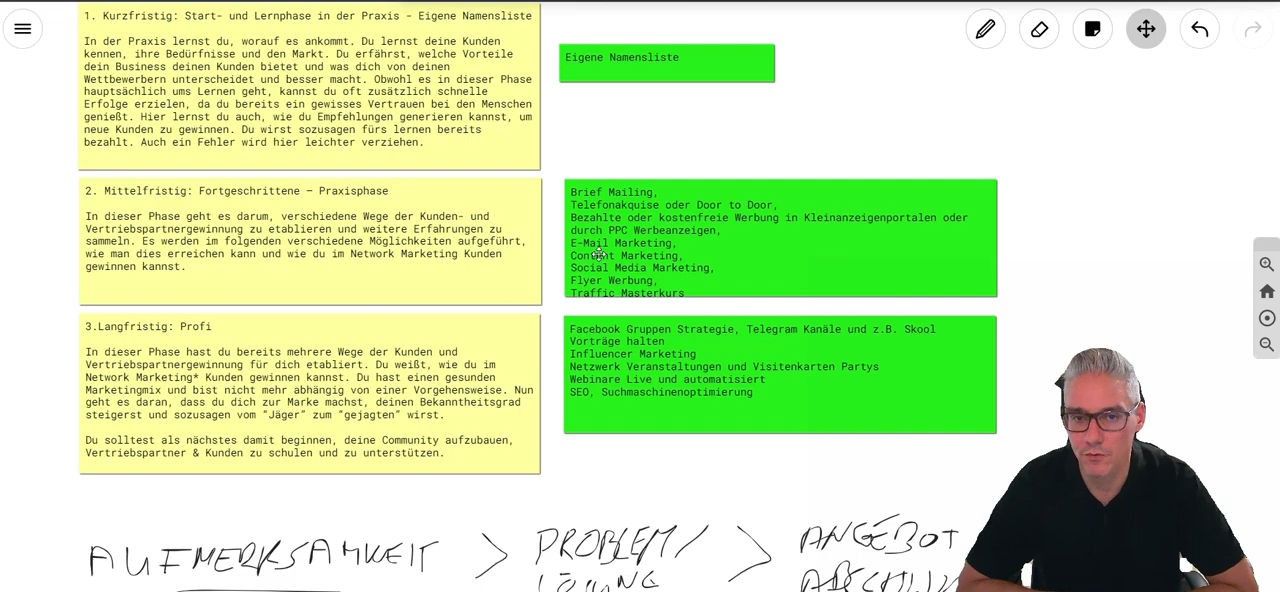 1. Kurzfristig: Start- und Lernphase in der Praxis - Eigene Namensliste
In der Praxis lernst du, worauf es ankommt. Du lernst deine Kunden
kennen, ihre Bedürfnisse und den Markt. Du erfährst, welche Vorteile
dein Business deinen Kunden bietet und was dich von deinen
Wettbewerbern unterscheidet und besser macht. Obwohl es in dieser Phase
hauptsächlich ums Lernen geht, kannst du oft zusätzlich schnelle
Erfolge erzielen, da du bereits ein gewisses Vertrauen bei den Menschen
genießt. Hier lernst du auch, wie du Empfehlungen generieren kannst, um
neue Kunden zu gewinnen. Du wirst sozusagen fürs lernen bereits
bezahlt. Auch ein Fehler wird hier leichter verziehen.
Eigene Namensliste
2. Mittelfristig: Fortgeschrittene – Praxisphase
In dieser Phase geht es darum, verschiedene Wege der Kunden- und
Vertriebspartnergewinnung zu etablieren und weitere Erfahrungen zu
sammeln. Es werden im folgenden verschiedene Möglichkeiten aufgeführt,
wie man dies erreichen kann und wie du im Network Marketing Kunden
gewinnen kannst.
Brief Mailing,
Telefonakquise oder Door to Door,
Bezahlte oder kostenfreie Werbung in Kleinanzeigenportalen oder
durch PPC Werbeanzeigen,
E-Mail Marketing,
Content Marketing,
Social Media Marketing,
Flyer Werbung,
Traffic Masterkurs
3.Langfristig: Profi
In dieser Phase hast du bereits mehrere Wege der Kunden und
Vertriebspartnergewinnung für dich etabliert. Du weißt, wie du im
Network Marketing* Kunden gewinnen kannst. Du hast einen gesunden
Marketingmix und bist nicht mehr abhängig von einer Vorgehensweise. Nun
geht es daran, dass du dich zur Marke machst, deinen Bekanntheitsgrad
steigerst und sozusagen vom "Jäger" zum "gejagten" wirst.
Du solltest als nächstes damit beginnen, deine Community aufzubauen,
Vertriebspartner & Kunden zu schulen und zu unterstützen.
Facebook Gruppen Strategie, Telegram Kanäle und z.B. Skool
Vorträge halten
Influencer Marketing
Netzwerk Veranstaltungen und Visitenkarten Partys
Webinare Live und automatisiert
SEO, Suchmaschinenoptimierung
AUFMERKSAMKEIT > PROBLEM/ > ANGEBOT